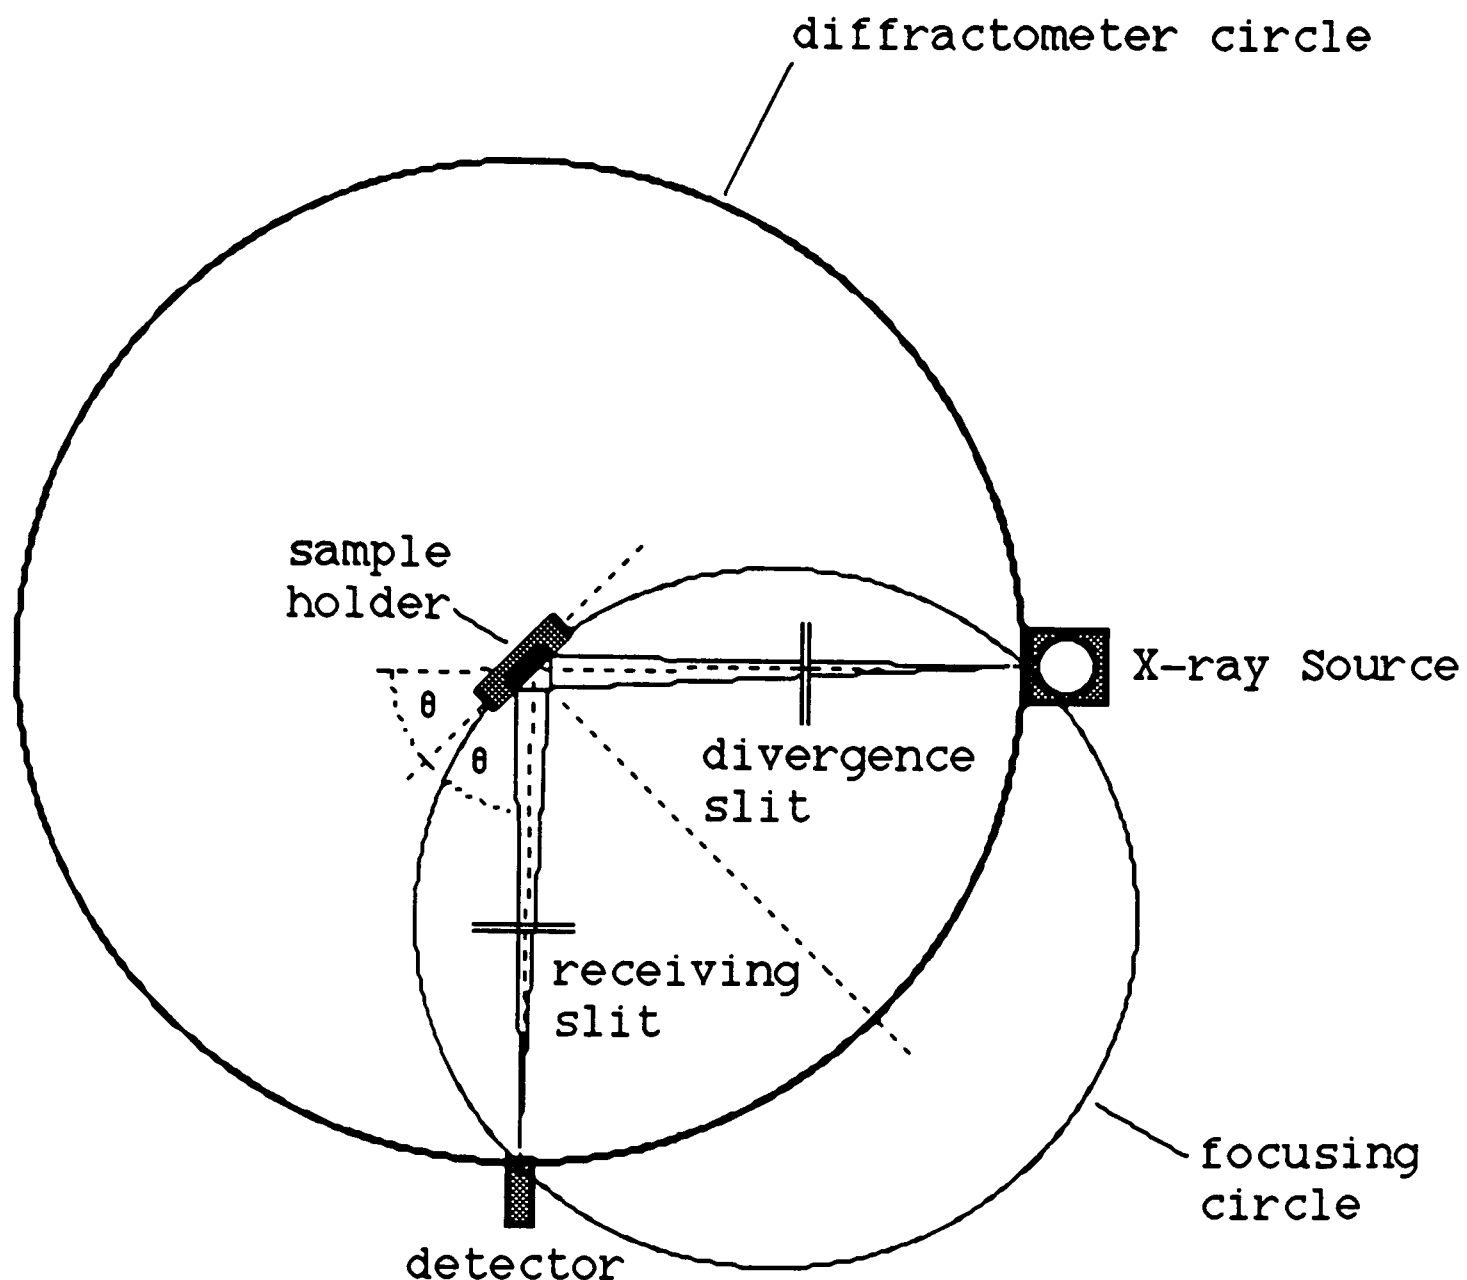 diffractometer circle
sample
holder
X-ray Source
θ
θ
divergence
slit
receiving
slit
focusing
circle
detector